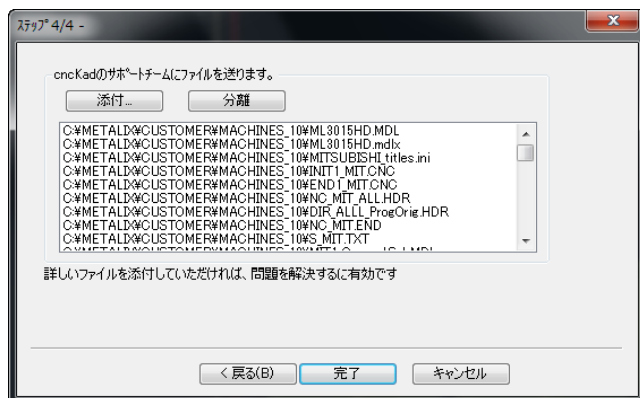 ｽﾃｯﾌﾟ 4/4 -
cncKadのｻﾎﾟｰﾄﾁｰﾑにﾌｧｲﾙを送ります。
添付...
分離
C:¥METALIX¥CUSTOMER¥MACHINES_10¥ML3015HD.MDL
C:¥METALIX¥CUSTOMER¥MACHINES_10¥ML3015HD.mdlx
C:¥METALIX¥CUSTOMER¥MACHINES_10¥MITSUBISHI_titles.ini
C:¥METALIX¥CUSTOMER¥MACHINES_10¥INIT1_MIT.CNC
C:¥METALIX¥CUSTOMER¥MACHINES_10¥END1_MIT.CNC
C:¥METALIX¥CUSTOMER¥MACHINES_10¥NC_MIT_ALL.HDR
C:¥METALIX¥CUSTOMER¥MACHINES_10¥DIR_ALLL_ProgOrig.HDR
C:¥METALIX¥CUSTOMER¥MACHINES_10¥NC_MIT.END
C:¥METALIX¥CUSTOMER¥MACHINES_10¥S_MIT.TXT
詳しいﾌｧｲﾙを添付していただければ、問題を解決するに有効です
< 戻る(B)
完了
ｷｬﾝｾﾙ